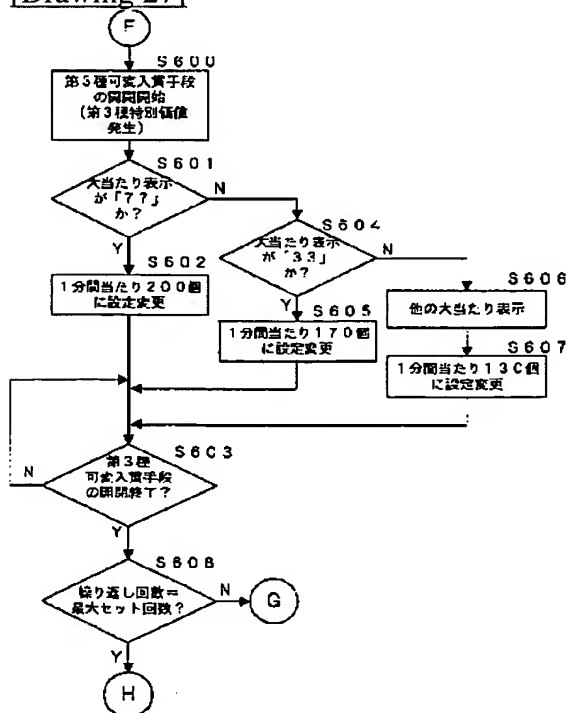 [Drawing 27]
F
S600
第3種可変入賞手段
の開閉開始
(第3種特別価値
発生)
S601
大当たり表示
が「77」
か?
N
Y
S602
1分間当たり200個
に設定変更
S604
大当たり表示
が「33」
か?
N
Y
S605
1分間当たり170個
に設定変更
S606
他の大当たり表示
S607
1分間当たり130個
に設定変更
S603
第3種
可変入賞手段
の開閉終了?
N
Y
S608
繰り返し回数=
最大セット回数?
N
G
Y
H